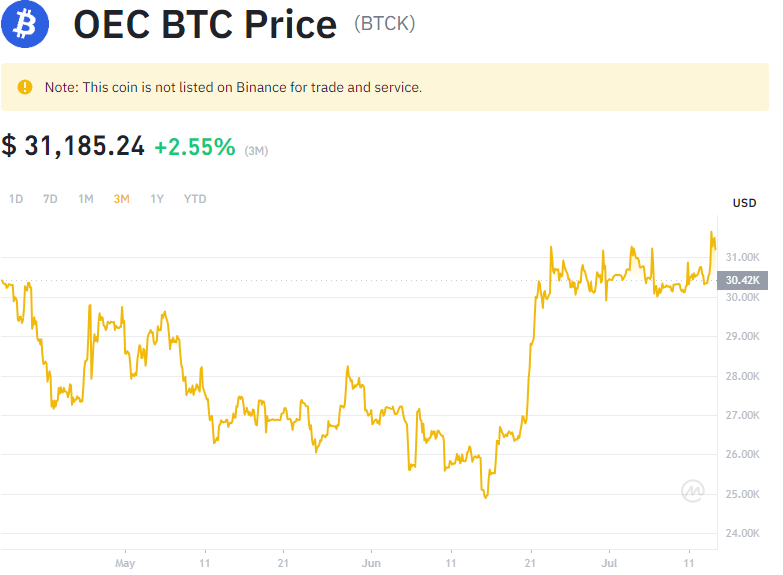 OEC BTC Price (BTCK)
Note: This coin is not listed on Binance for trade and service.
$ 31,185.24 +2.55% (3M)
1D 7D 1M 3M 1Y YTD
USD
31.00K
30.42K
30.00K
29.00K
28.00K
27.00K
26.00K
25.00K
24.00K
May 11 21 Jun 11 21 Jul 11